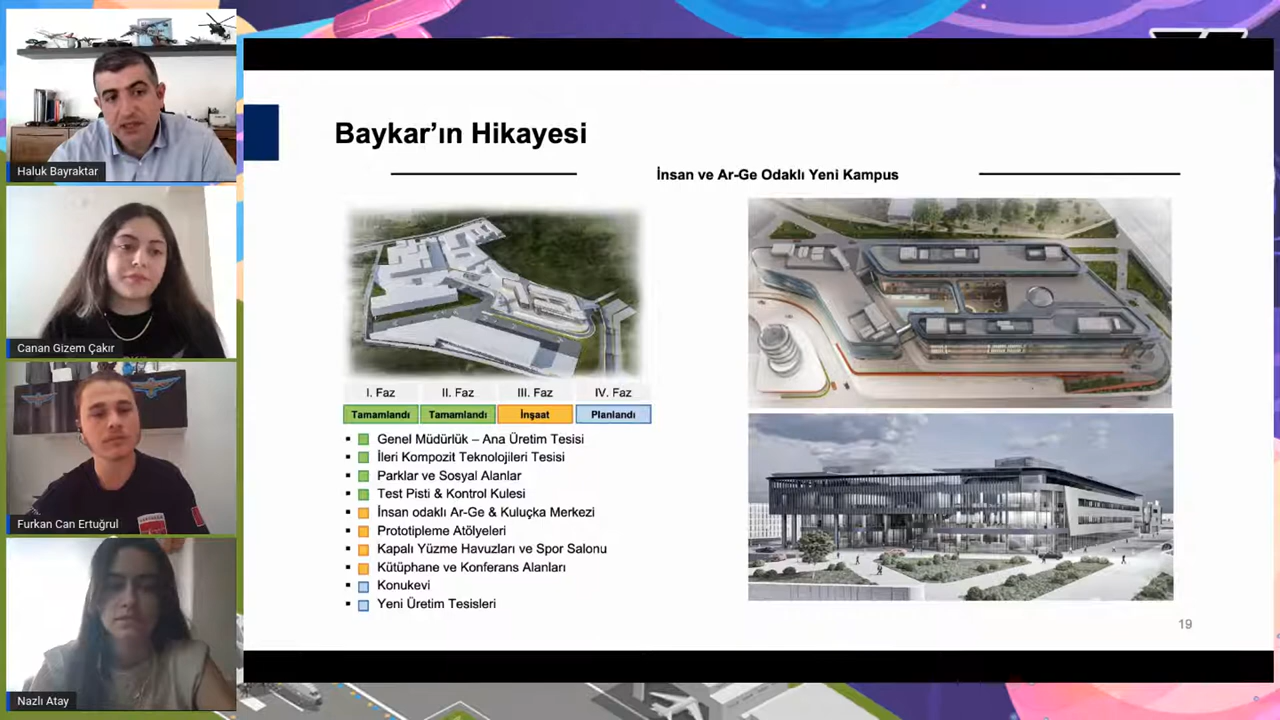 Haluk Bayraktar
Canan Gizem Çakır
Furkan Can Ertuğrul
Nazlı Atay
Baykar’ın Hikayesi
İnsan ve Ar-Ge Odaklı Yeni Kampus
I. Faz II. Faz III. Faz IV. Faz
Tamamlandı Tamamlandı İnşaat Planlandı
Genel Müdürlük – Ana Üretim Tesisi
İleri Kompozit Teknolojileri Tesisi
Parklar ve Sosyal Alanlar
Test Pisti & Kontrol Kulesi
İnsan odaklı Ar-Ge & Kuluçka Merkezi
Prototipleme Atölyeleri
Kapalı Yüzme Havuzları ve Spor Salonu
Kütüphane ve Konferans Alanları
Konukevi
Yeni Üretim Tesisleri
19